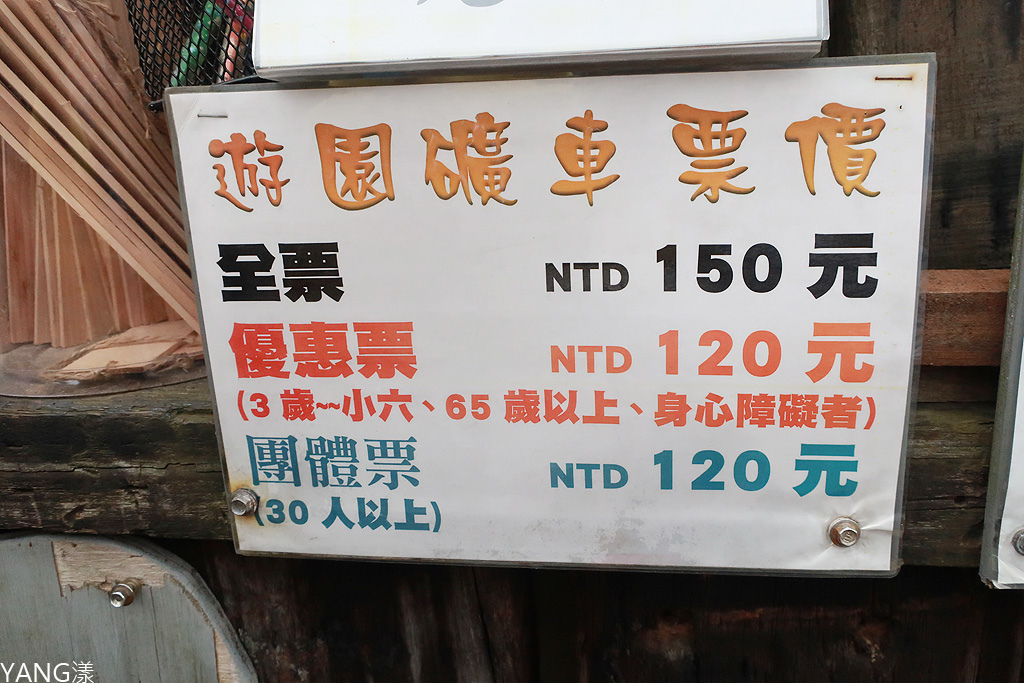 遊園礦車票價
全票 NTD 150 元
優惠票 NTD 120 元
(3 歲~~小六、65 歲以上、身心障礙者)
團體票 NTD 120 元
(30 人以上)
YANG漾